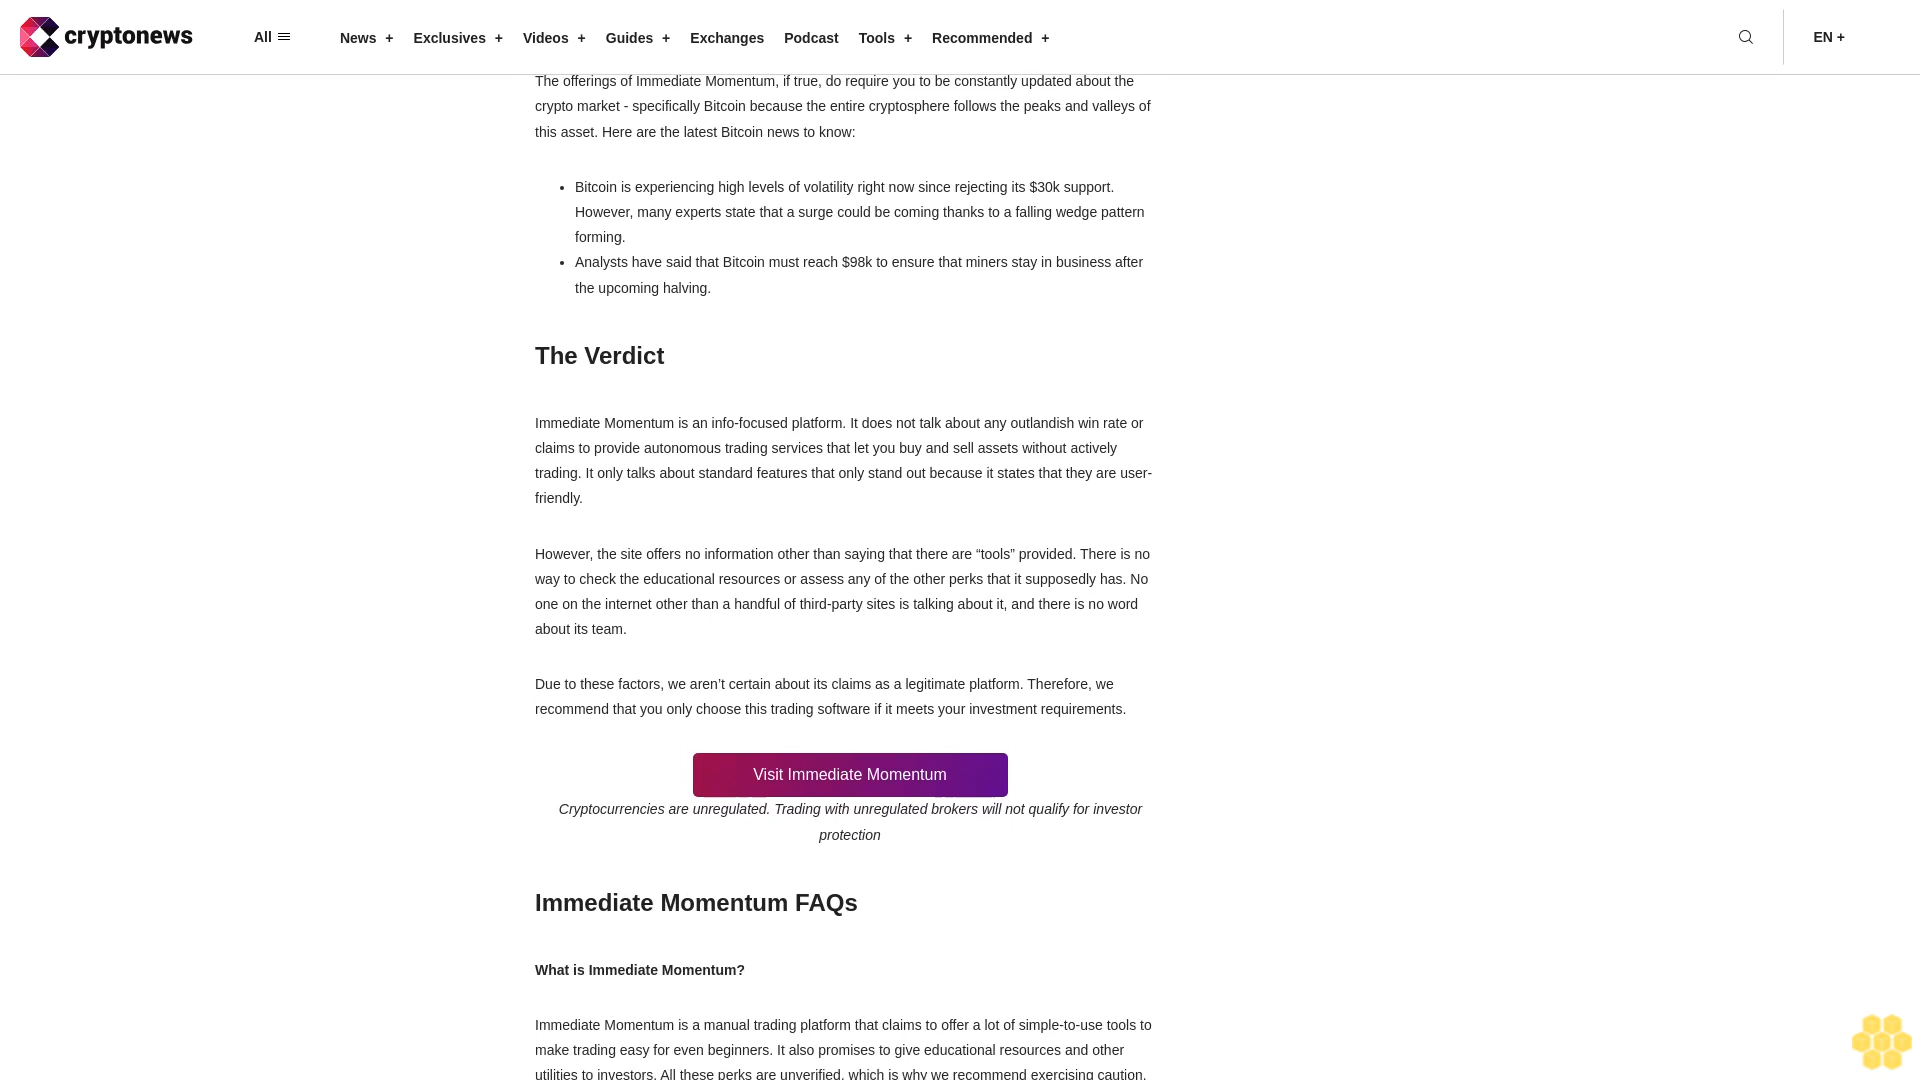 cryptonews
All
News +
Exclusives +
Videos +
Guides +
Exchanges
Podcast
Tools +
Recommended +
EN +
The offerings of Immediate Momentum, if true, do require you to be constantly updated about the
crypto market - specifically Bitcoin because the entire cryptosphere follows the peaks and valleys of
this asset. Here are the latest Bitcoin news to know:
• Bitcoin is experiencing high levels of volatility right now since rejecting its $30k support.
However, many experts state that a surge could be coming thanks to a falling wedge pattern
forming.
• Analysts have said that Bitcoin must reach $98k to ensure that miners stay in business after
the upcoming halving.
The Verdict
Immediate Momentum is an info-focused platform. It does not talk about any outlandish win rate or
claims to provide autonomous trading services that let you buy and sell assets without actively
trading. It only talks about standard features that only stand out because it states that they are user-
friendly.
However, the site offers no information other than saying that there are “tools” provided. There is no
way to check the educational resources or assess any of the other perks that it supposedly has. No
one on the internet other than a handful of third-party sites is talking about it, and there is no word
about its team.
Due to these factors, we aren’t certain about its claims as a legitimate platform. Therefore, we
recommend that you only choose this trading software if it meets your investment requirements.
Visit Immediate Momentum
Cryptocurrencies are unregulated. Trading with unregulated brokers will not qualify for investor
protection
Immediate Momentum FAQs
What is Immediate Momentum?
Immediate Momentum is a manual trading platform that claims to offer a lot of simple-to-use tools to
make trading easy for even beginners. It also promises to give educational resources and other
utilities to investors. All these perks are unverified, which is why we recommend exercising caution.